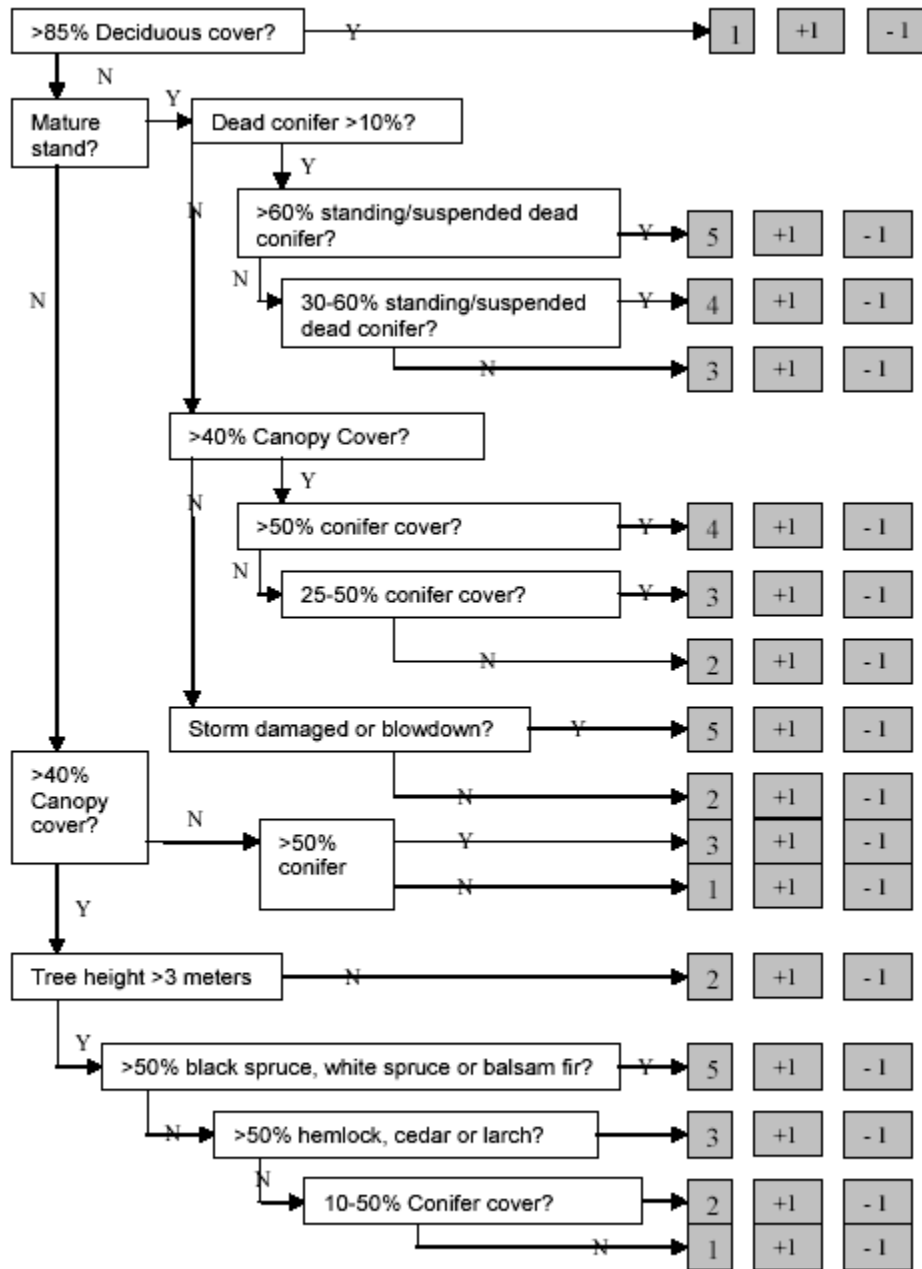 >85% Deciduous cover?
Y
1 +1 - 1
N
Mature
stand?
Y
Dead conifer >10%?
Y
N
>60% standing/suspended dead
conifer?
Y
5 +1 - 1
N
N
30-60% standing/suspended
dead conifer?
Y
4 +1 - 1
N
3 +1 - 1
>40% Canopy Cover?
Y
N
>50% conifer cover?
Y
4 +1 - 1
N
25-50% conifer cover?
Y
3 +1 - 1
N
2 +1 - 1
Storm damaged or blowdown?
Y
5 +1 - 1
>40%
Canopy
cover?
N
2 +1 - 1
N
>50%
conifer
Y
3 +1 - 1
N
1 +1 - 1
Y
Tree height >3 meters
N
2 +1 - 1
Y
>50% black spruce, white spruce or balsam fir?
Y
5 +1 - 1
N
>50% hemlock, cedar or larch?
3 +1 - 1
N
10-50% Conifer cover?
2 +1 - 1
N
1 +1 - 1